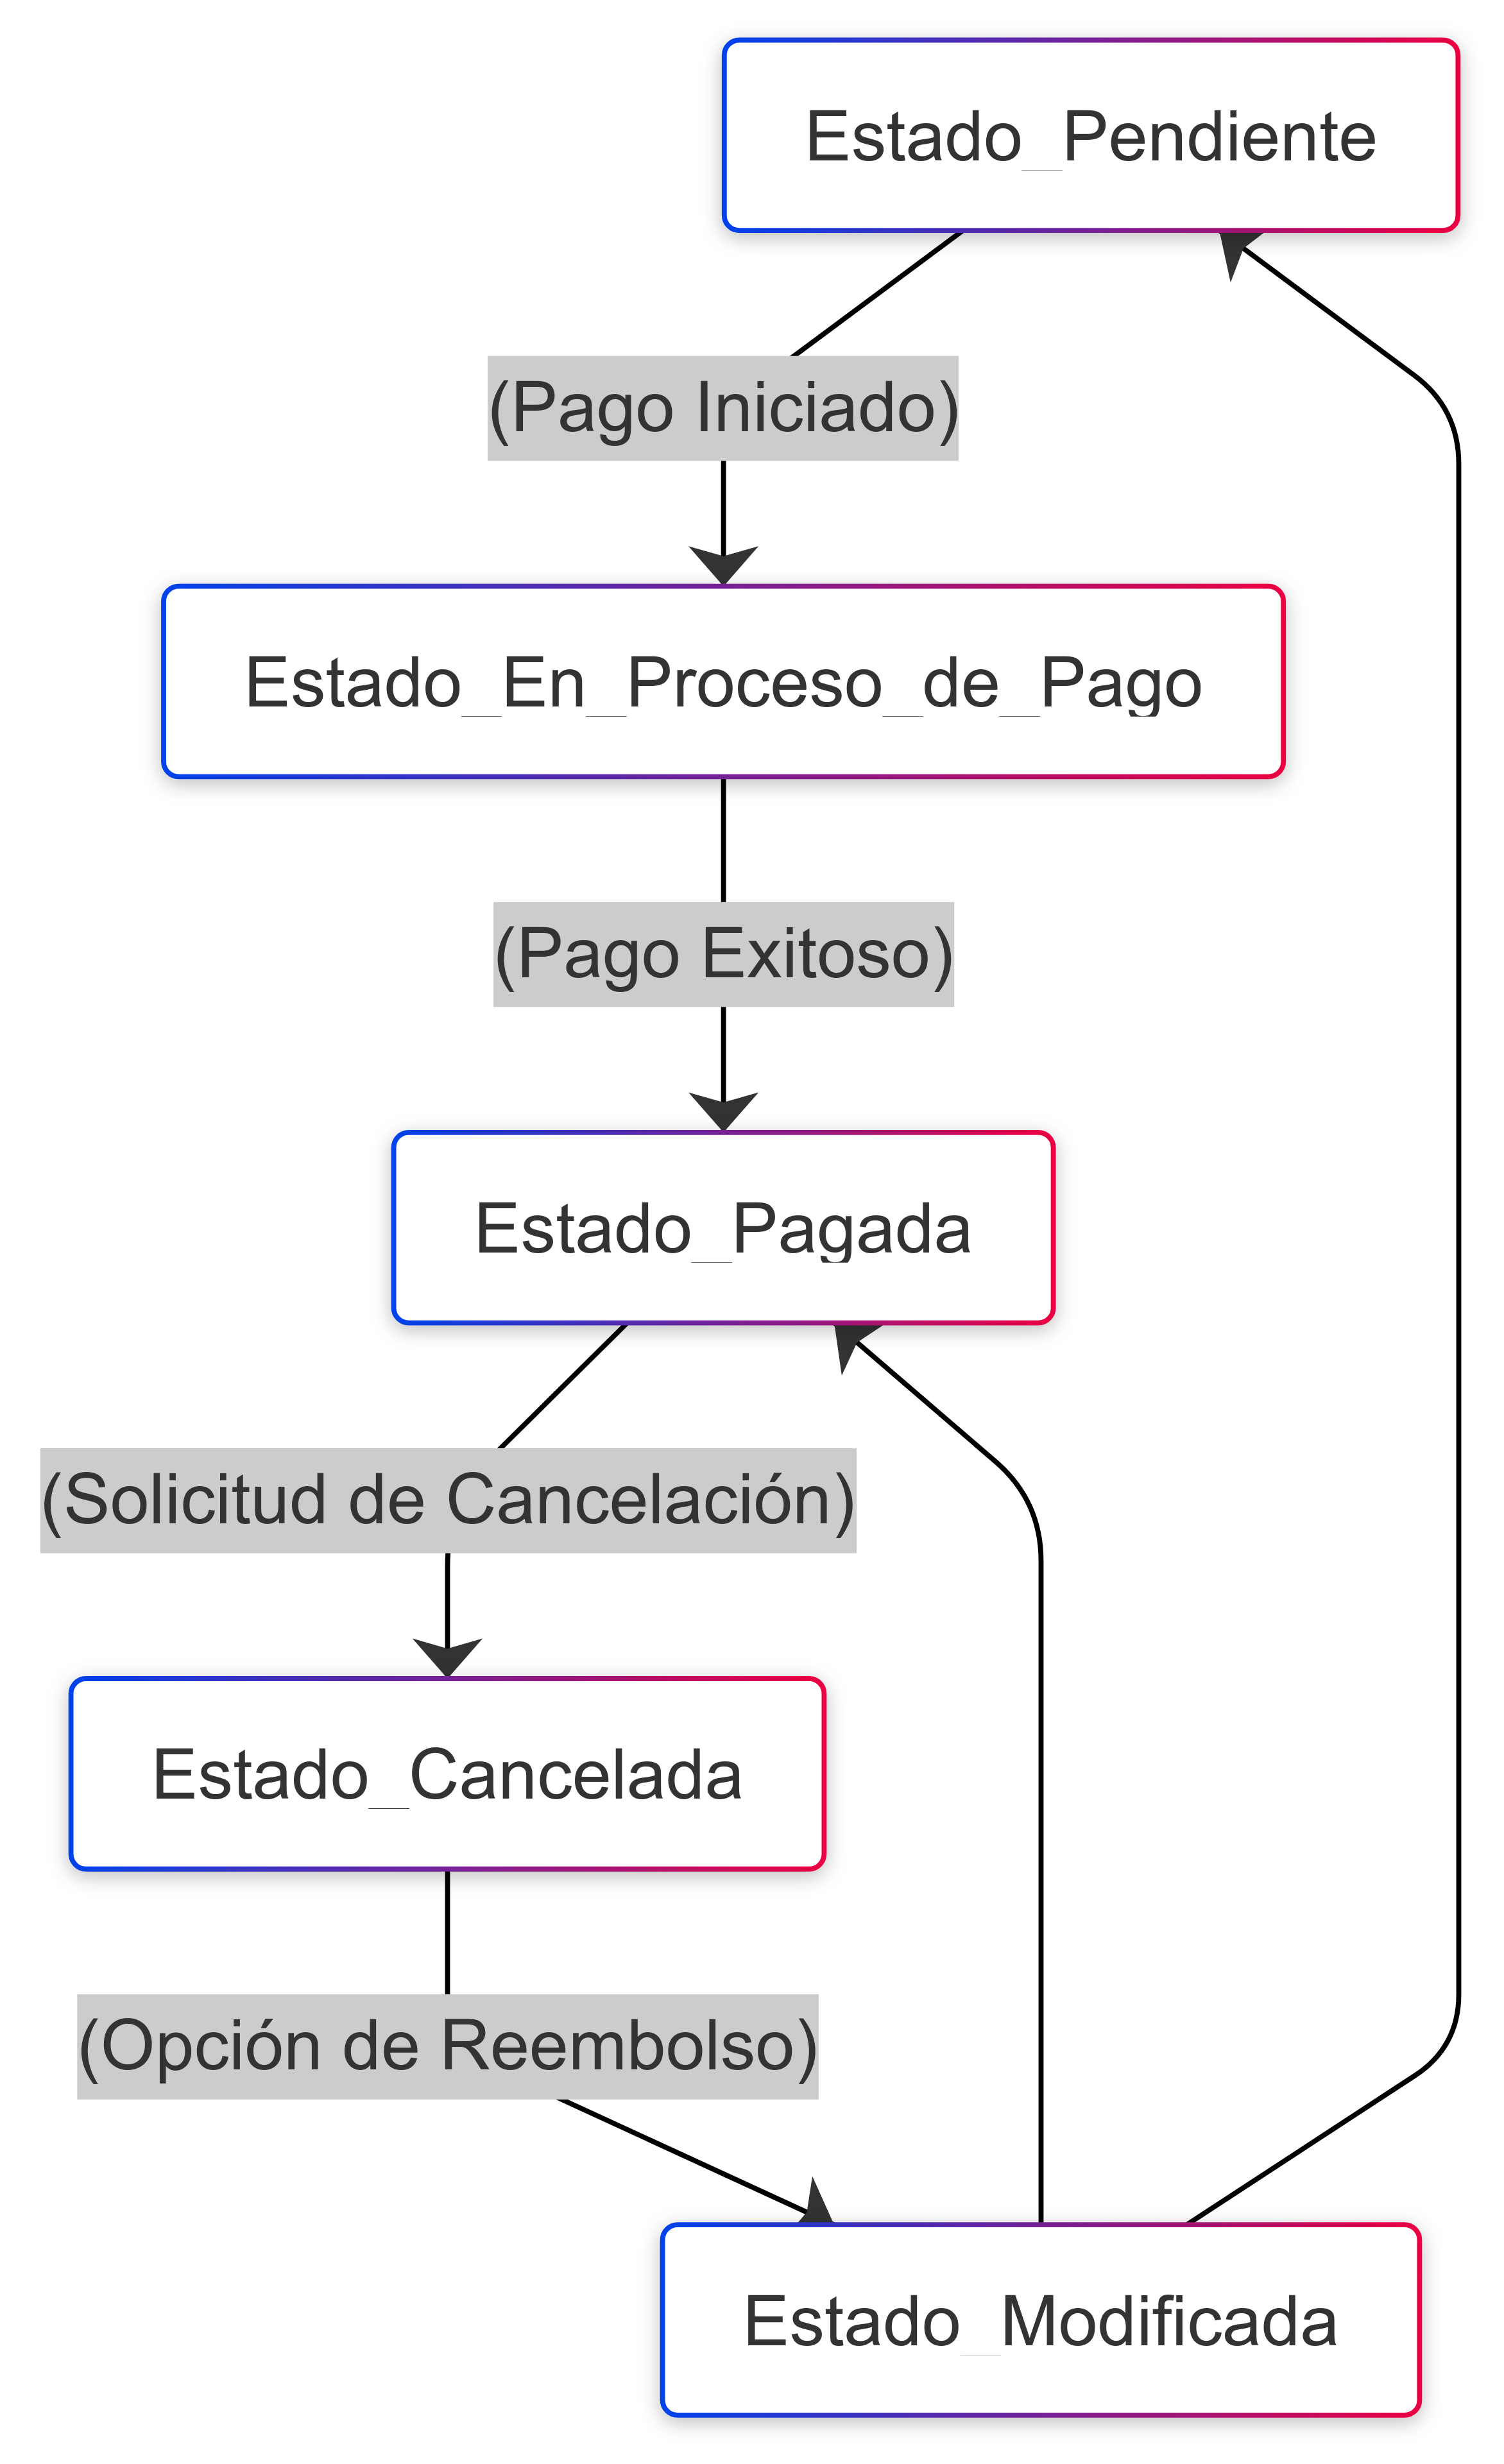 Estado_Pendiente
(Pago Iniciado)
Estado_En_Proceso_de_Pago
(Pago Exitoso)
Estado_Pagada
(Solicitud de Cancelación)
Estado_Cancelada
(Opción de Reembolso)
Estado_Modificada